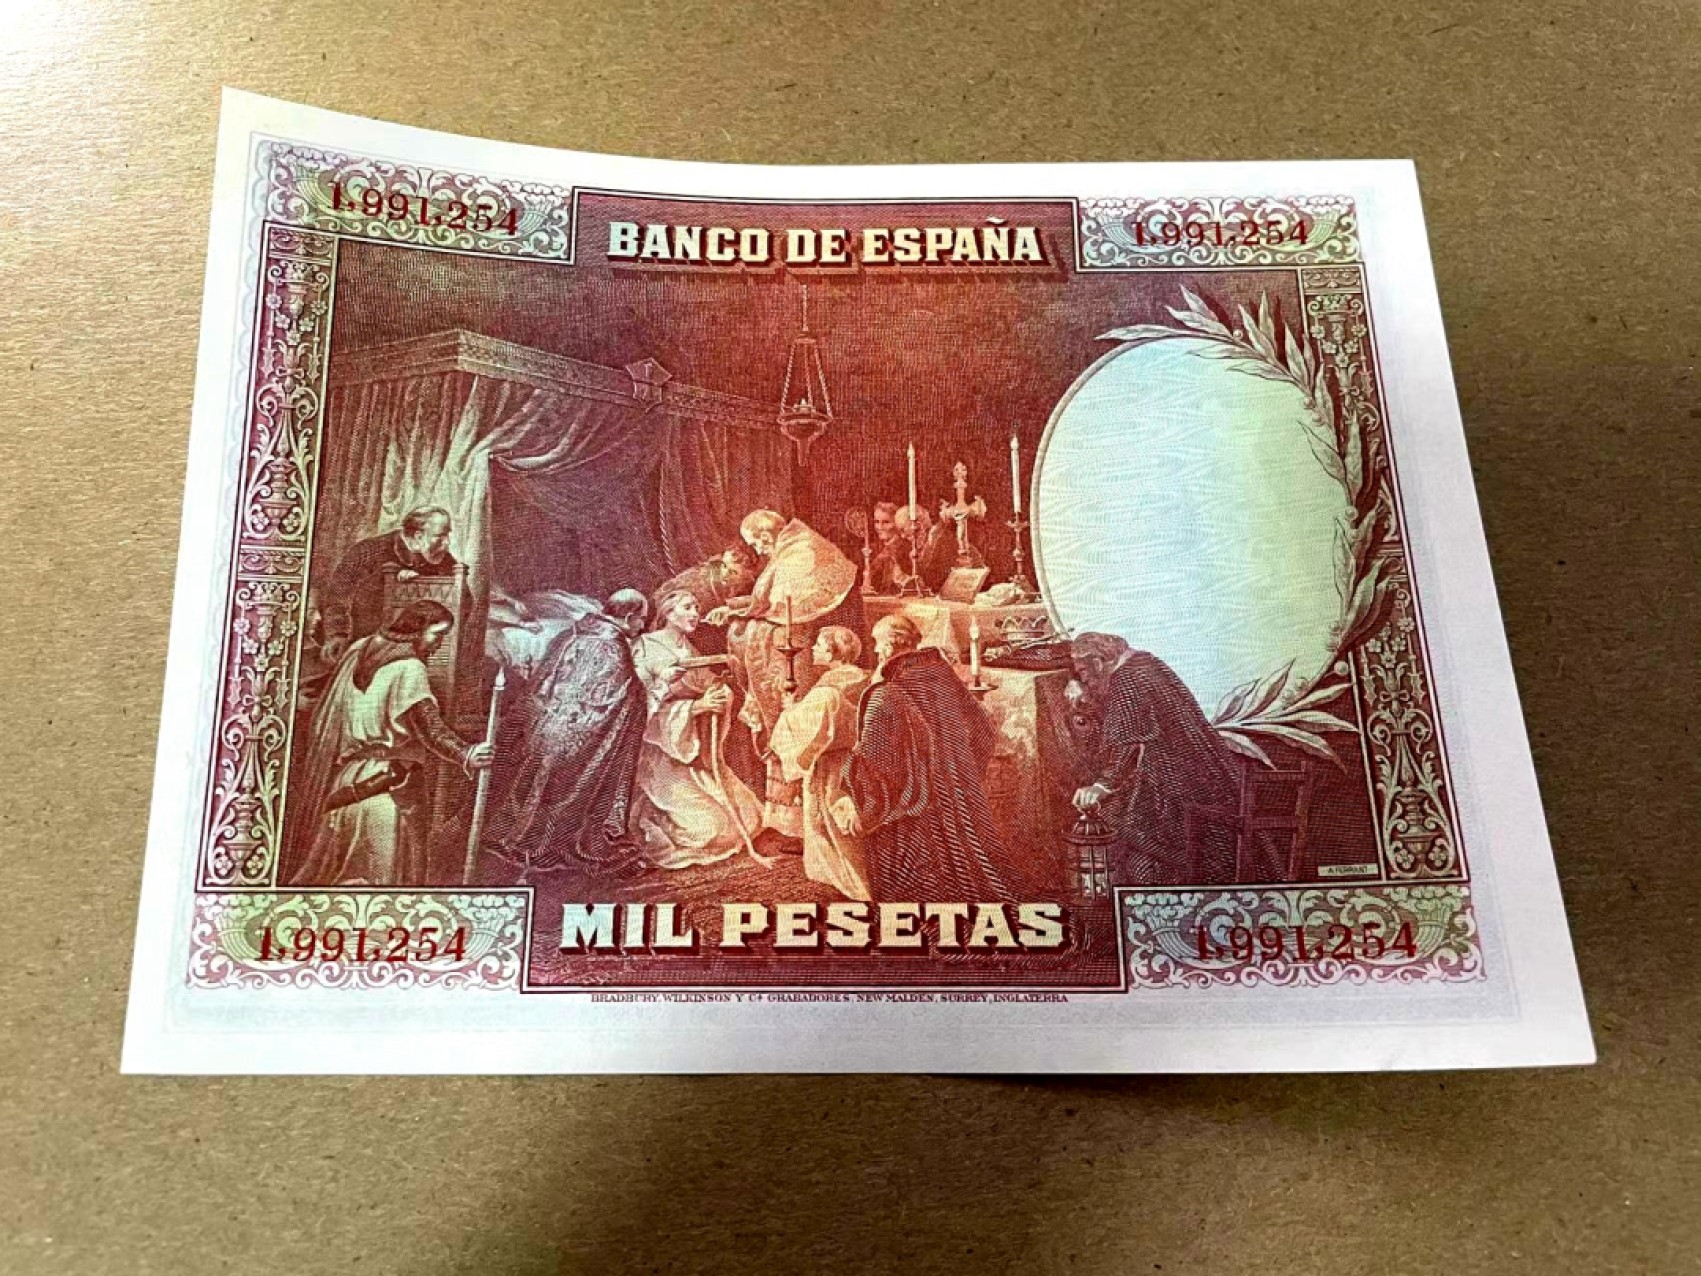 1,991,254
1,991,254
BANCO DE ESPAÑA
A FERRANT
MIL PESETAS
1,991,254
1,991,254
BRADBURY, WILKINSON Y Cª GRABADORES, NEW MALDEN, SURREY, INGLATERRA